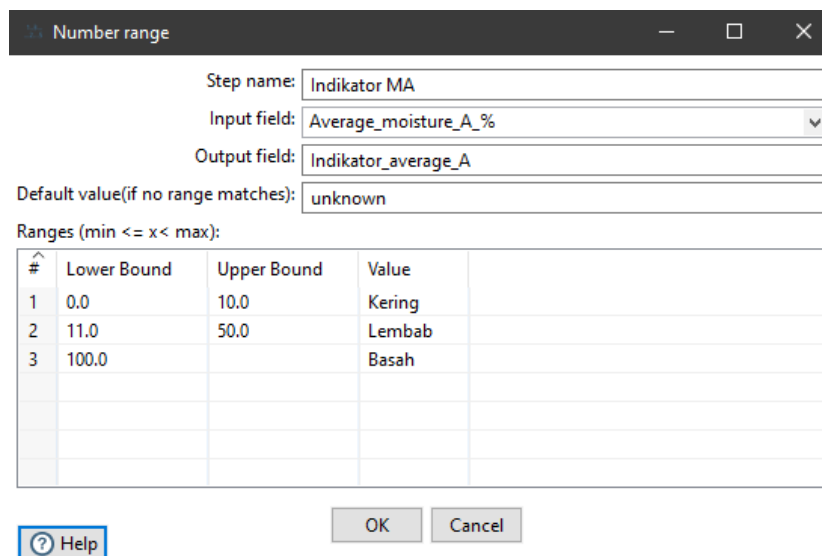 Number range
Step name: Indikator MA
Input field: Average_moisture_A_%
Output field: Indikator_average_A
Default value(if no range matches): unknown
Ranges (min <= x< max):
# Lower Bound Upper Bound Value
1 0.0 10.0 Kering
2 11.0 50.0 Lembab
3 100.0 Basah
OK Cancel
? Help